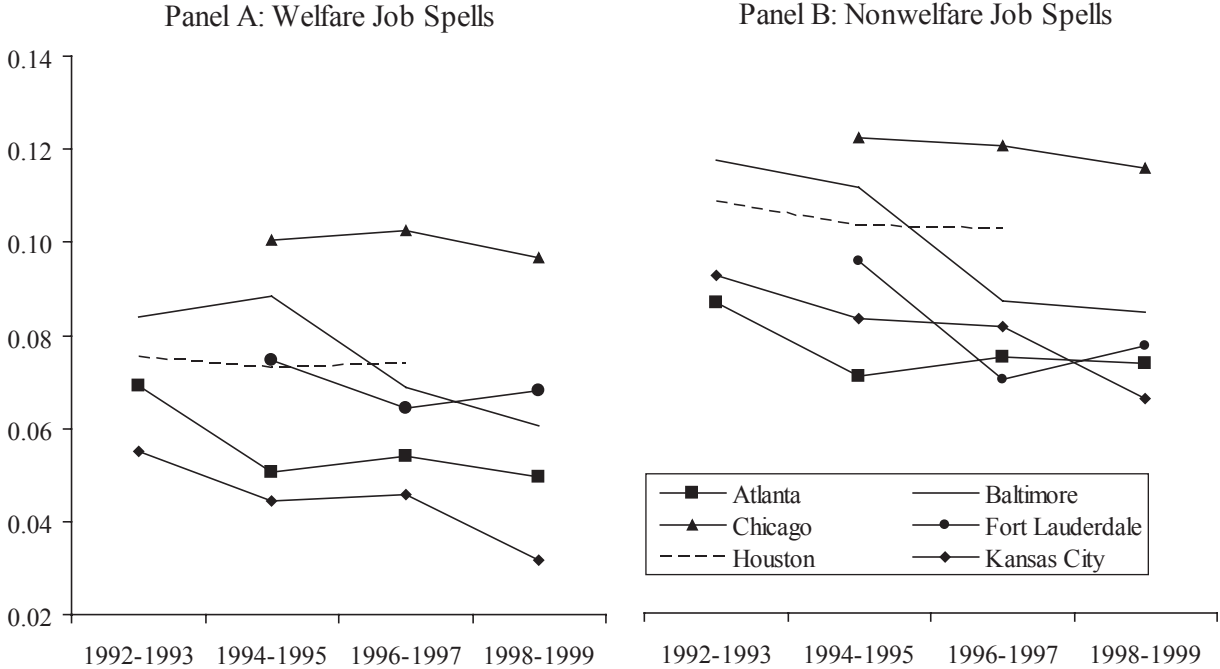 Panel A: Welfare Job Spells
Panel B: Nonwelfare Job Spells
0.14
0.12
0.10
0.08
0.06
0.04
0.02
Atlanta
Baltimore
Chicago
Fort Lauderdale
Houston
Kansas City
1992-1993 1994-1995 1996-1997 1998-1999
1992-1993 1994-1995 1996-1997 1998-1999